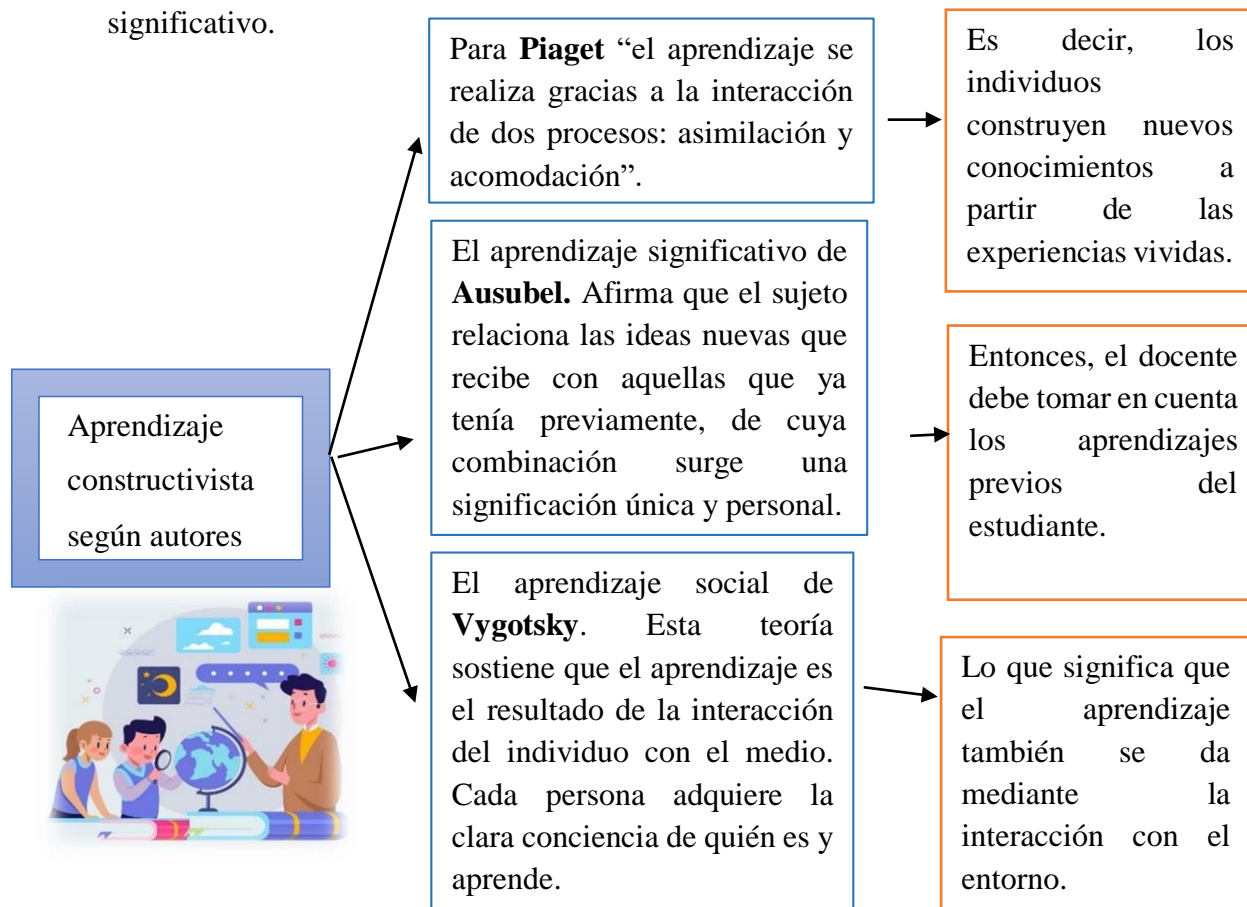 significativo.
Para Piaget “el aprendizaje se
realiza gracias a la interacción
de dos procesos: asimilación y
acomodación”.
Es decir, los
individuos
construyen nuevos
conocimientos a
partir de las
experiencias vividas.
El aprendizaje significativo de
Ausubel. Afirma que el sujeto
relaciona las ideas nuevas que
recibe con aquellas que ya
tenía previamente, de cuya
combinación surge una
significación única y personal.
Entonces, el docente
debe tomar en cuenta
los aprendizajes
previos del
estudiante.
Aprendizaje
constructivista
según autores
El aprendizaje social de
Vygotsky. Esta teoría
sostiene que el aprendizaje es
el resultado de la interacción
del individuo con el medio.
Cada persona adquiere la
clara conciencia de quién es y
aprende.
Lo que significa que
el aprendizaje
también se da
mediante la
interacción con el
entorno.